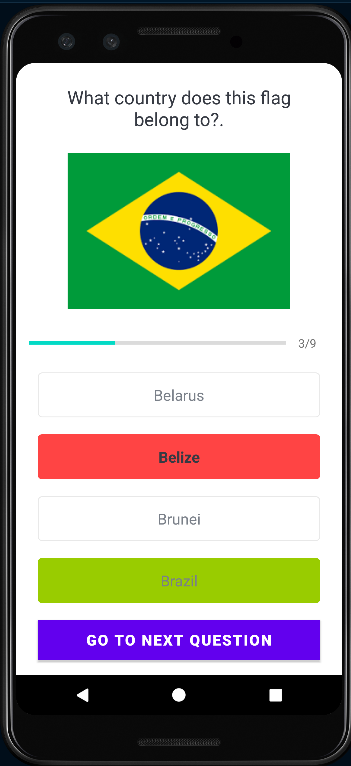 What country does this flag
belong to?.
ORDEM E PROGRESSO
3/9
Belarus
Belize
Brunei
Brazil
GO TO NEXT QUESTION